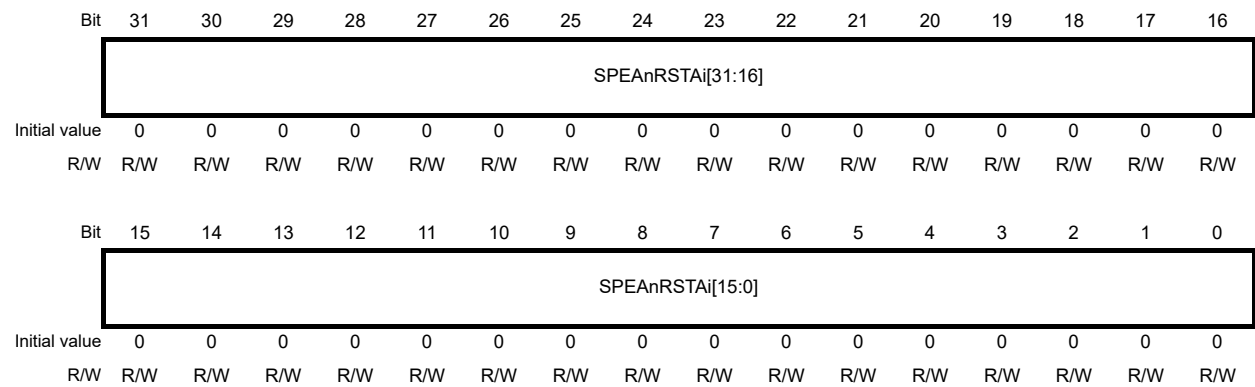 Bit 31 30 29 28 27 26 25 24 23 22 21 20 19 18 17 16
SPEAnRSTAi[31:16]
Initial value 0 0 0 0 0 0 0 0 0 0 0 0 0 0 0 0
R/W R/W R/W R/W R/W R/W R/W R/W R/W R/W R/W R/W R/W R/W R/W R/W R/W
Bit 15 14 13 12 11 10 9 8 7 6 5 4 3 2 1 0
SPEAnRSTAi[15:0]
Initial value 0 0 0 0 0 0 0 0 0 0 0 0 0 0 0 0
R/W R/W R/W R/W R/W R/W R/W R/W R/W R/W R/W R/W R/W R/W R/W R/W R/W